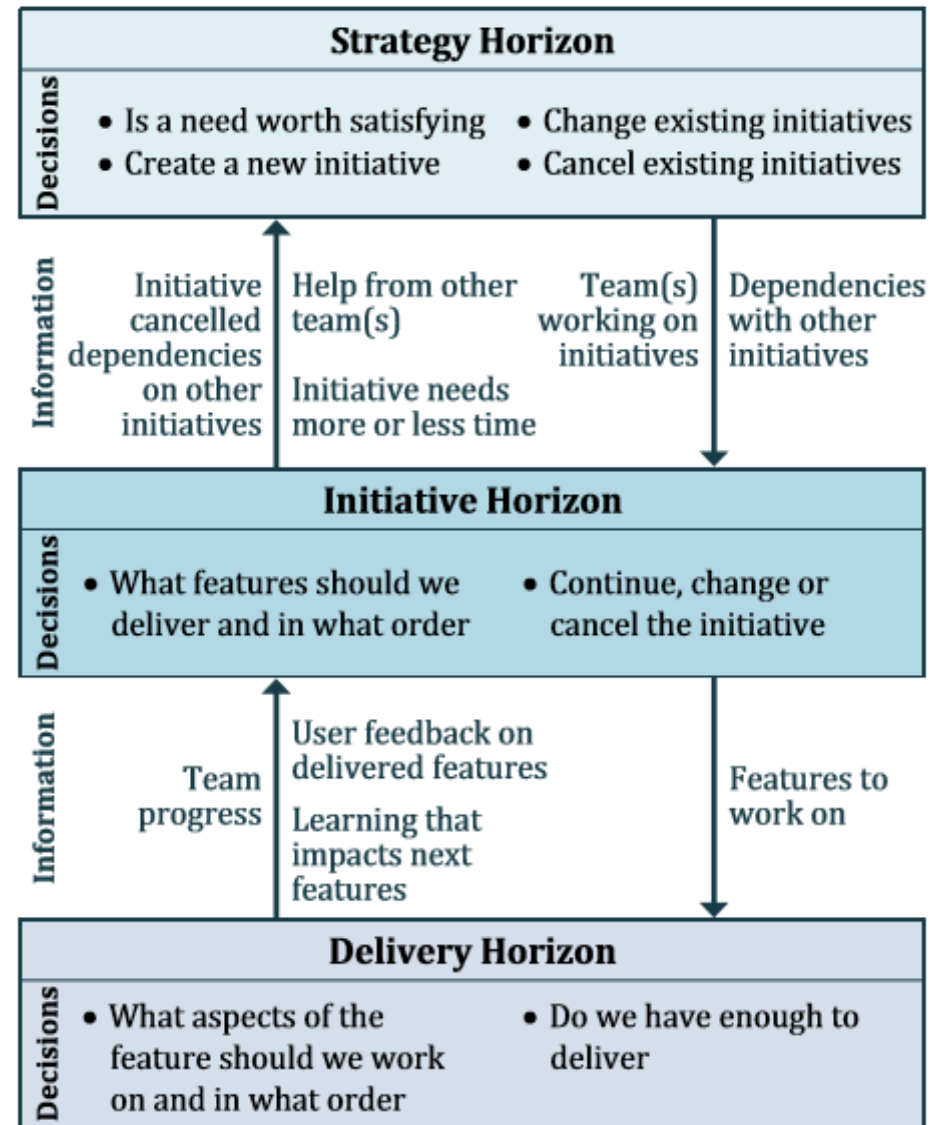 Strategy Horizon
Decisions
• Is a need worth satisfying
• Create a new initiative
• Change existing initiatives
• Cancel existing initiatives
Information
Initiative
cancelled
dependencies
on other
initiatives
Help from other
team(s)
Initiative needs
more or less time
Team(s)
working on
initiatives
Dependencies
with other
initiatives
Initiative Horizon
Decisions
• What features should we
deliver and in what order
• Continue, change or
cancel the initiative
Information
Team
progress
User feedback on
delivered features
Learning that
impacts next
features
Features to
work on
Delivery Horizon
Decisions
• What aspects of the
feature should we work
on and in what order
• Do we have enough to
deliver